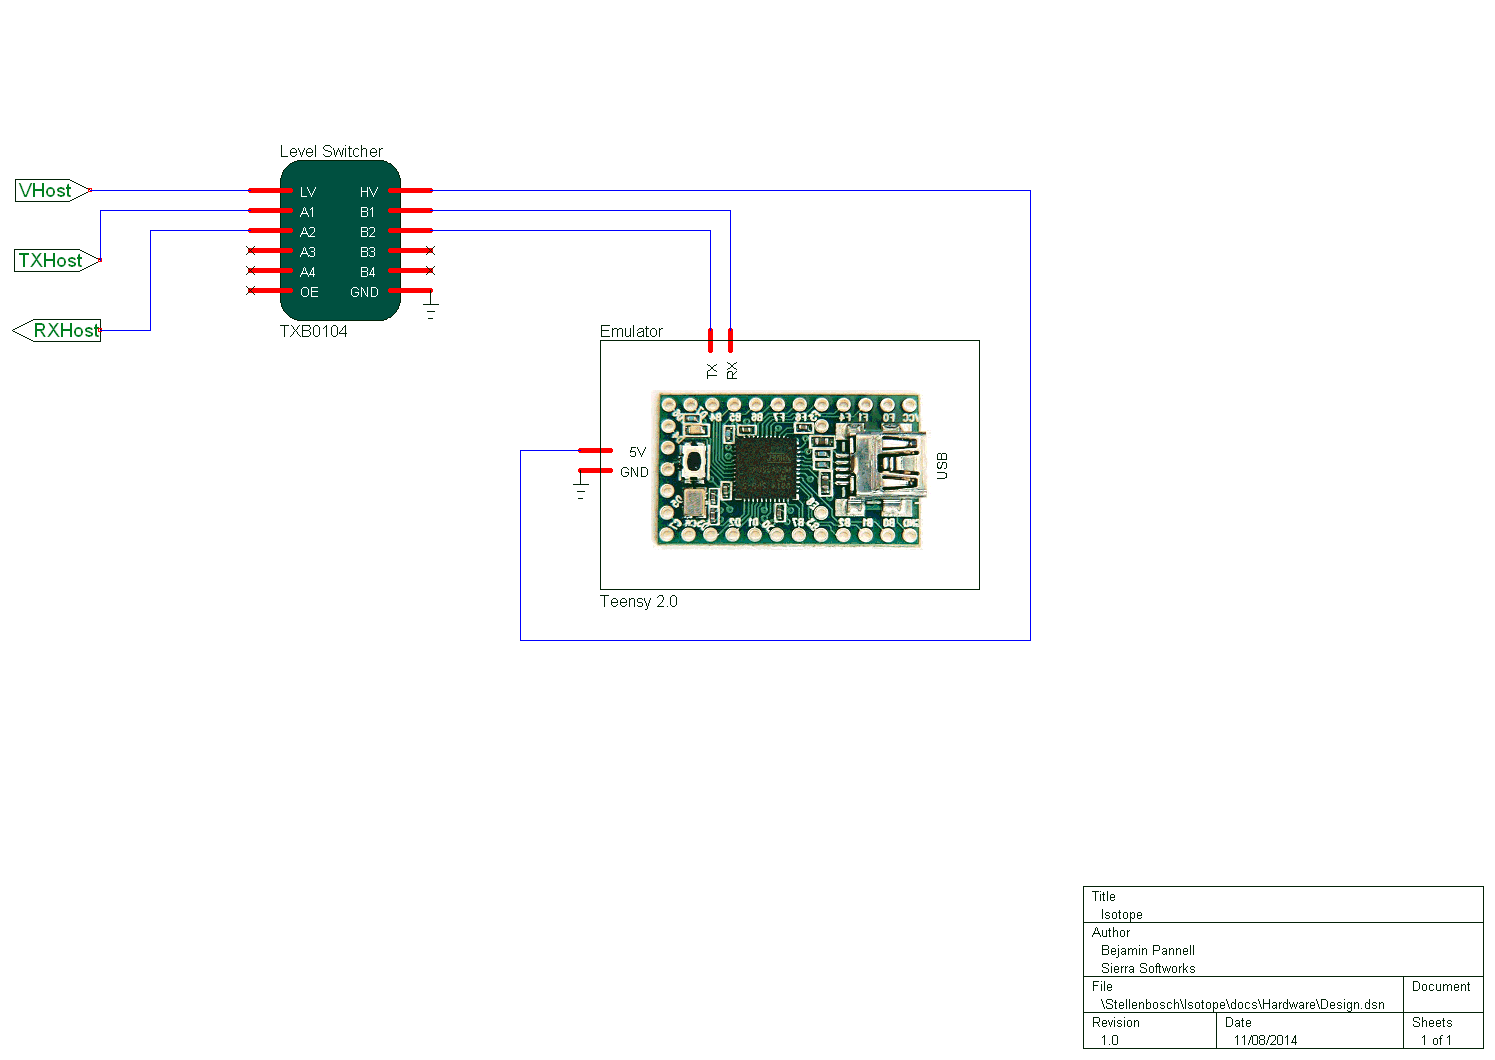 Level Switcher
VHost
LV HV
A1 B1
TXHost
A2 B2
A3 B3
A4 B4
OE GND
RXHost
TXB0104
Emulator
TX RX
5V
GND
USB
Teensy 2.0
Title
Isotope
Author
Bejamin Pannell
Sierra Softworks
File
\Stellenbosch\Isotope\docs\Hardware\Design.dsn
Document
Revision
1.0
Date
11/08/2014
Sheets
1 of 1